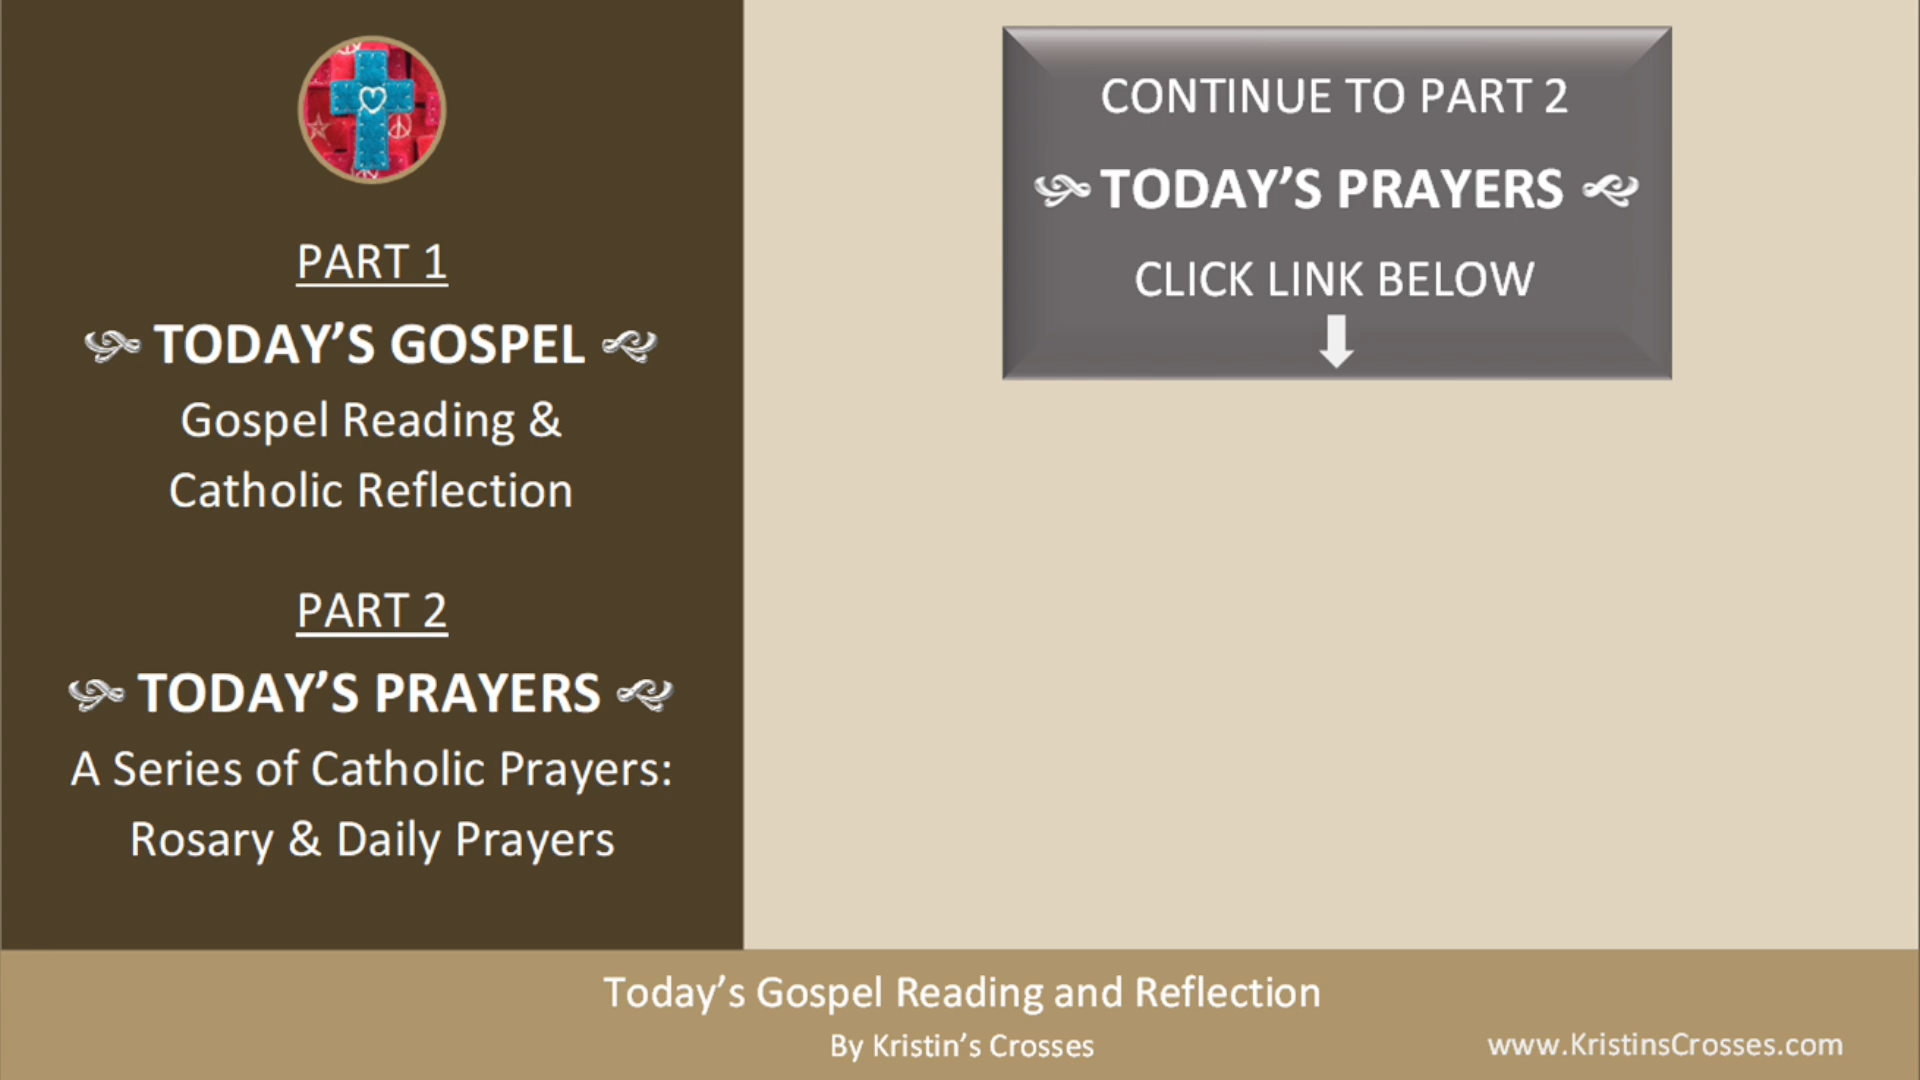 PART 1
TODAY’S GOSPEL
Gospel Reading &
Catholic Reflection
PART 2
TODAY’S PRAYERS
A Series of Catholic Prayers:
Rosary & Daily Prayers
CONTINUE TO PART 2
TODAY’S PRAYERS
CLICK LINK BELOW
Today’s Gospel Reading and Reflection
By Kristin’s Crosses
www.KristinsCrosses.com